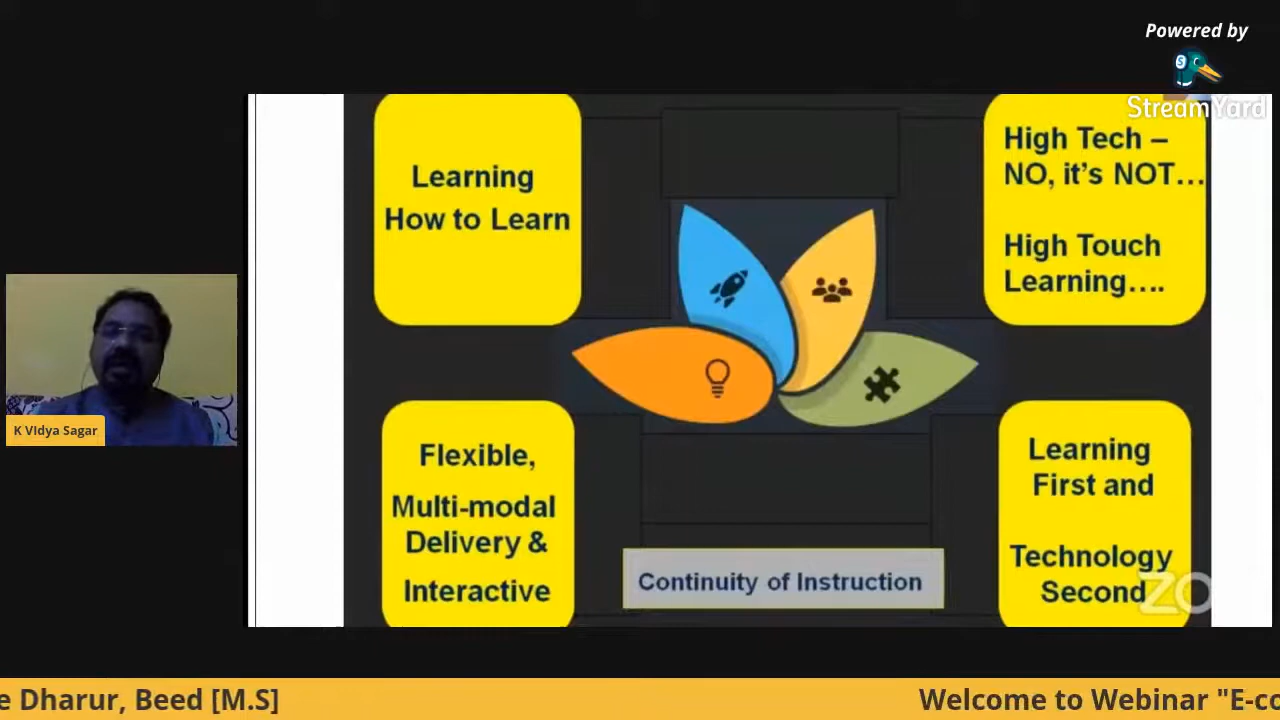 Powered by
StreamYard
Learning
How to Learn
High Tech –
NO, it's NOT...
High Touch
Learning....
K VIdya Sagar
Flexible,
Multi-modal
Delivery &
Interactive
Continuity of Instruction
Learning
First and
Technology
Second
e Dharur, Beed [M.S]
Welcome to Webinar "E-co